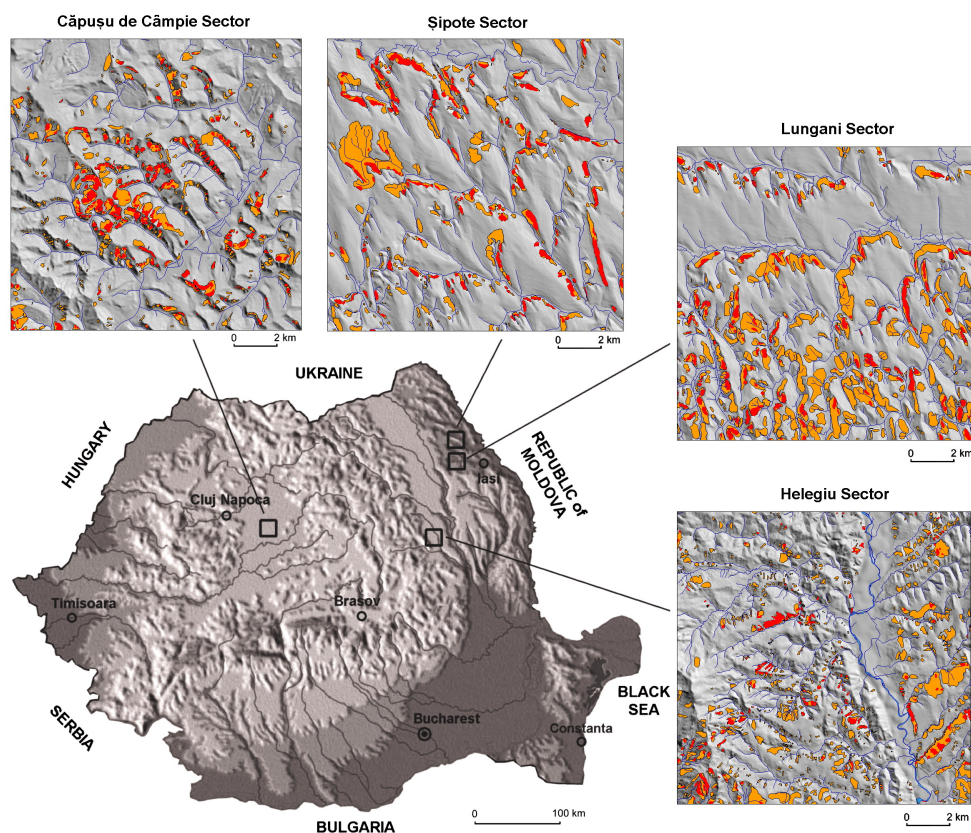 Căpușu de Câmpie Sector
Șipote Sector
Lungani Sector
0 2 km
0 2 km
0 2 km
UKRAINE
HUNGARY
REPUBLIC of
MOLDOVA
Iasi
Cluj Napoca
Helegiu Sector
Timisoara
Brasov
SERBIA
BLACK
SEA
Bucharest
Constanta
0 100 km
BULGARIA
0 2 km